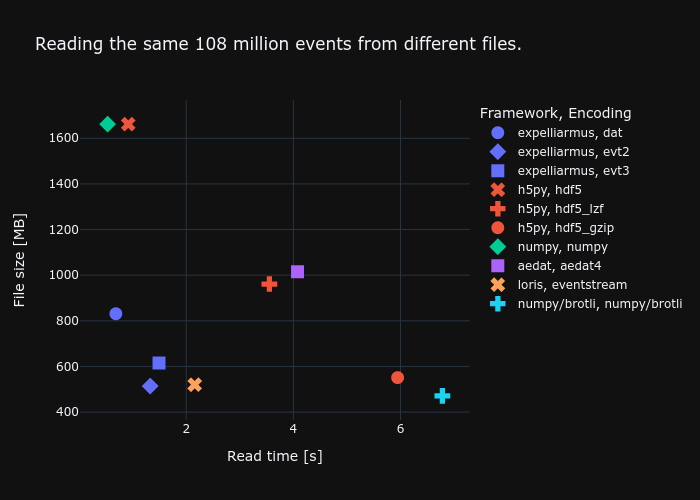 Reading the same 108 million events from different files.
Framework, Encoding
expelliarmus, dat
expelliarmus, evt2
expelliarmus, evt3
h5py, hdf5
h5py, hdf5_lzf
h5py, hdf5_gzip
numpy, numpy
aedat, aedat4
loris, eventstream
numpy/brotli, numpy/brotli
File size [MB]
1600
1400
1200
1000
800
600
400
2 4 6
Read time [s]